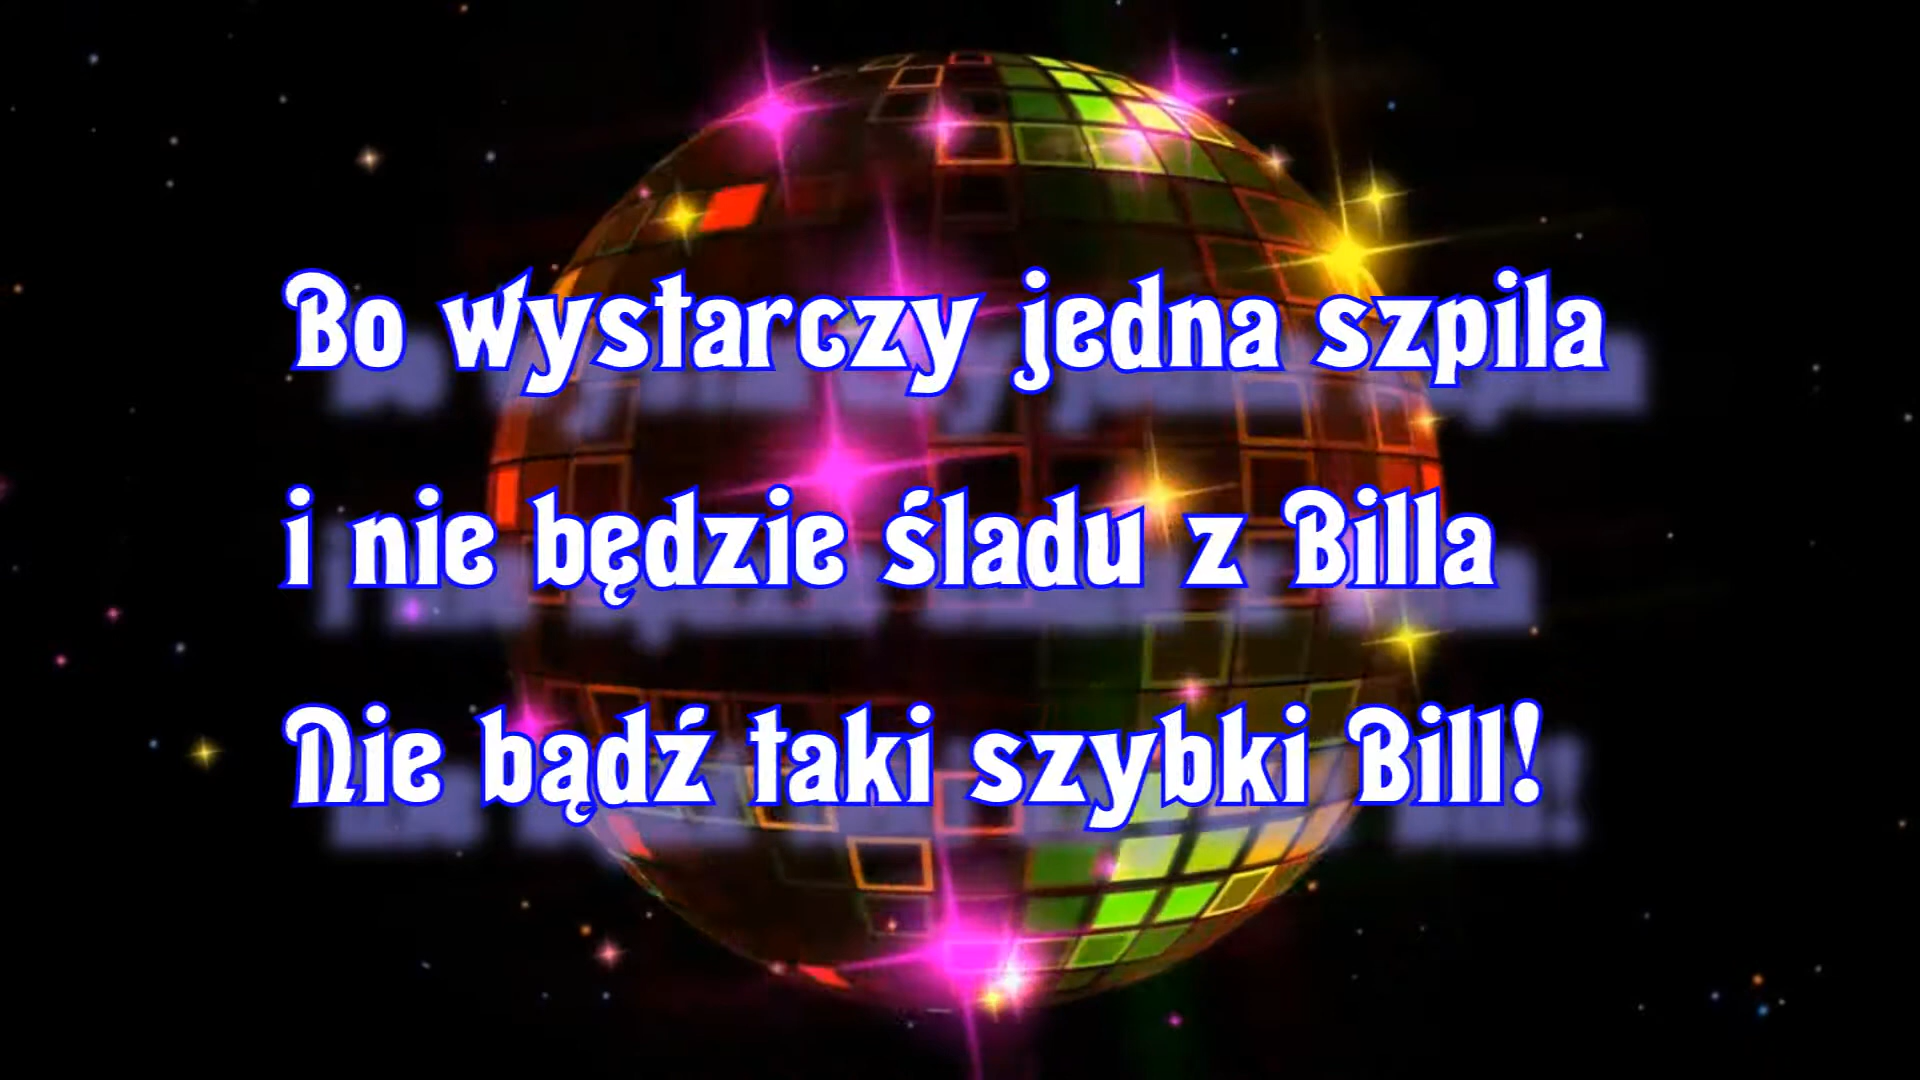 Bo wystarczy jedna szpila
i nie będzie śladu z Billa
Nie bądź taki szybki Bill!